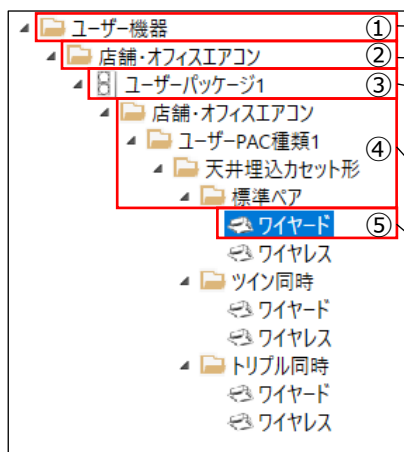 ユーザー機器 ①
店舗・オフィスエアコン ②
ユーザーパッケージ1 ③
店舗・オフィスエアコン
ユーザーPAC種類1 ④
天井埋込カセット形
標準ペア
ワイヤード ⑤
ワイヤレス
ツイン同時
ワイヤード
ワイヤレス
トリプル同時
ワイヤード
ワイヤレス